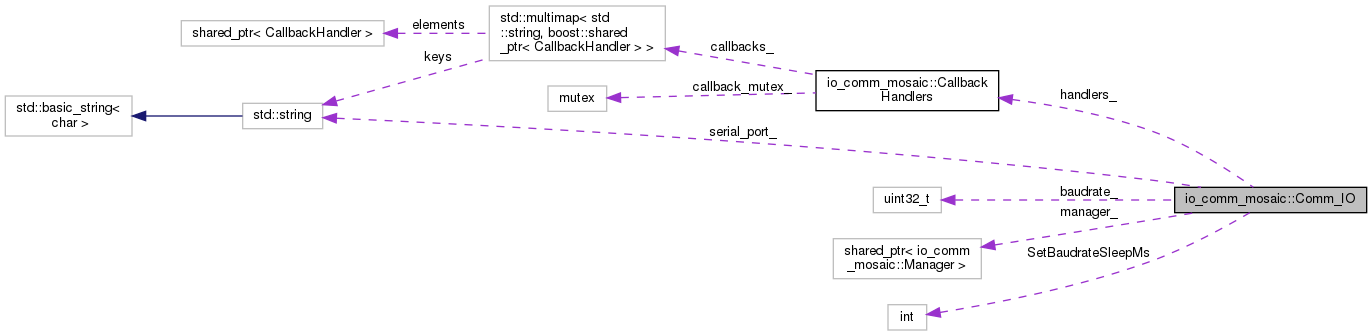 std::multimap< std
::string, boost::shared
_ptr< CallbackHandler > >
shared_ptr< CallbackHandler >
elements
keys
callbacks_
io_comm_mosaic::Callback
Handlers
callback_mutex_
mutex
handlers_
std::basic_string<
char >
std::string
serial_port_
baudrate_
uint32_t
io_comm_mosaic::Comm_IO
manager_
shared_ptr< io_comm
_mosaic::Manager >
SetBaudrateSleepMs
int